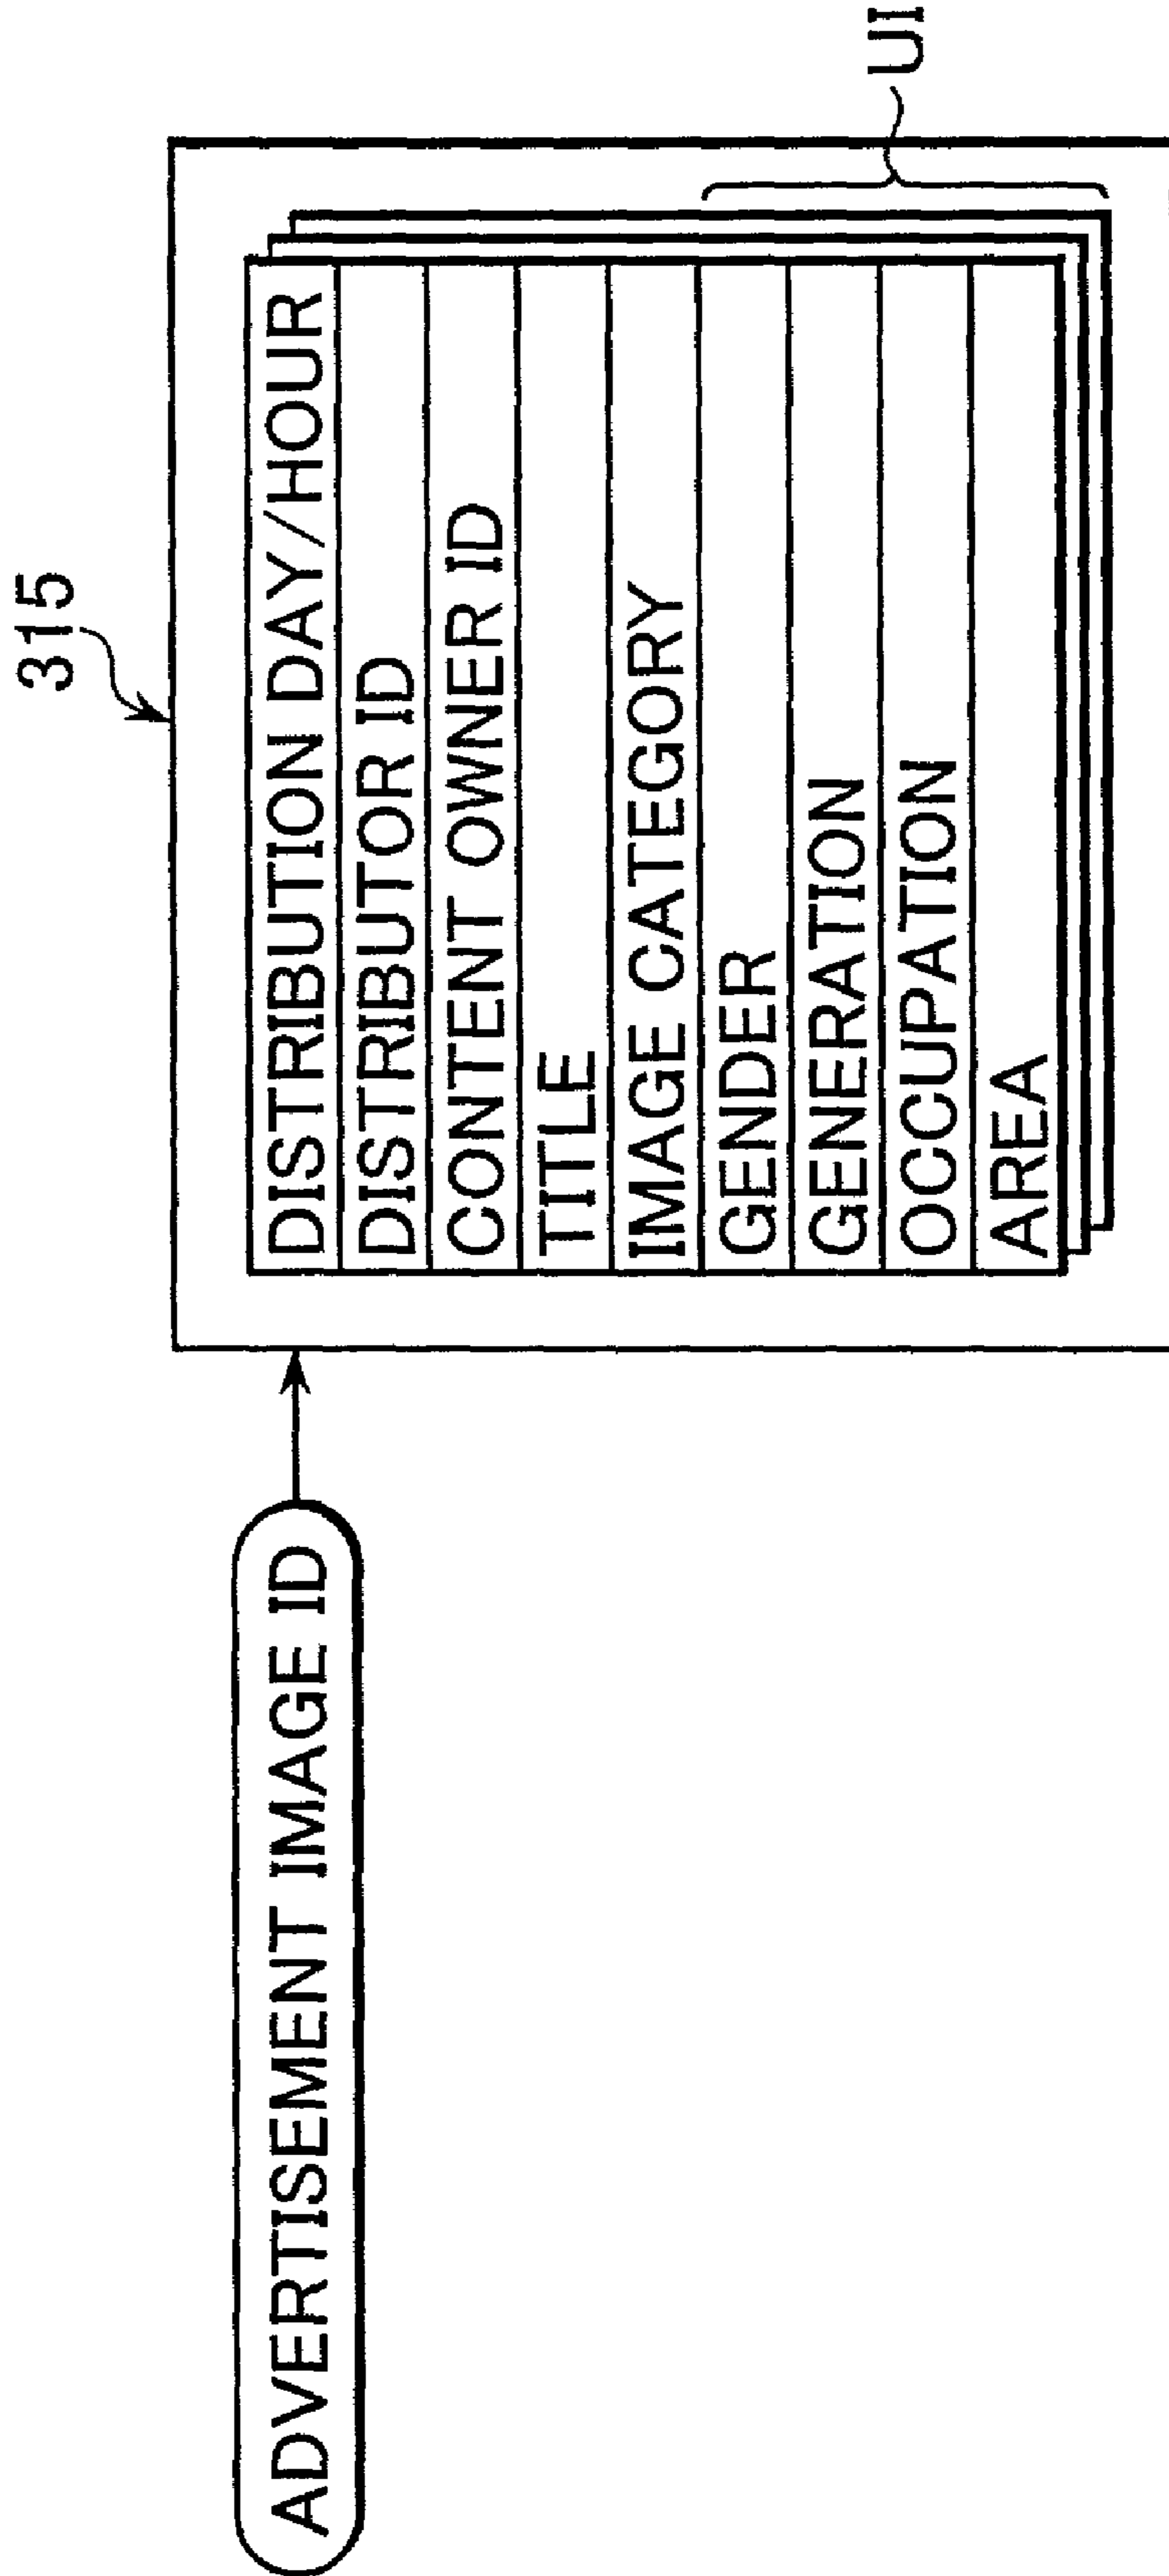 315
ADVERTISEMENT IMAGE ID
DISTRIBUTION DAY/HOUR
DISTRIBUTOR ID
CONTENT OWNER ID
TITLE
IMAGE CATEGORY
GENDER
GENERATION
OCCUPATION
AREA
UI